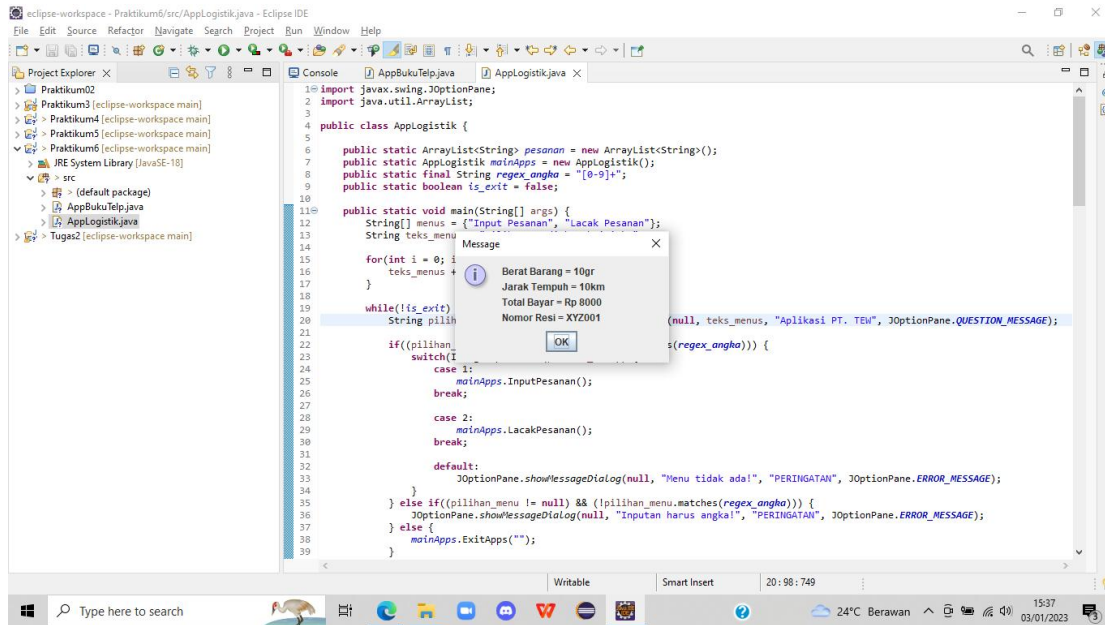 eclipse-workspace - Praktikum6/src/AppLogistik.java - Eclipse IDE
File Edit Source Refactor Navigate Search Project Run Window Help
Project Explorer
Console AppBukuTelp.java AppLogistik.java
Praktikum02
Praktikum3 [eclipse-workspace main]
> Praktikum4 [eclipse-workspace main]
> Praktikum5 [eclipse-workspace main]
> Praktikum6 [eclipse-workspace main]
JRE System Library [JavaSE-18]
> src
> (default package)
AppBukuTelp.java
AppLogistik.java
> Tugas2 [eclipse-workspace main]
1 import javax.swing.JOptionPane;
2 import java.util.ArrayList;
3
4 public class AppLogistik {
5
6 public static ArrayList<String> pesanan = new ArrayList<String>();
7 public static AppLogistik mainApps = new AppLogistik();
8 public static final String regex_angka = "[0-9]+";
9 public static boolean is_exit = false;
10
11 public static void main(String[] args) {
12 String[] menus = {"Input Pesanan", "Lacak Pesanan"};
13 String teks_menu
14
15 for(int i = 0; i
16 teks_menus +
17 }
18
19 while(!is_exit)
20 String pilih (null, teks_menus, "Aplikasi PT. TEW", JOptionPane.QUESTION_MESSAGE);
21
22 if((pilihan_ s(regex_angka))) {
23 switch(I
24 case 1:
25 mainApps.InputPesanan();
26 break;
27
28 case 2:
29 mainApps.LacakPesanan();
30 break;
31
32 default:
33 JOptionPane.showMessageDialog(null, "Menu tidak ada!", "PERINGATAN", JOptionPane.ERROR_MESSAGE);
34 }
35 } else if((pilihan_menu != null) && (!pilihan_menu.matches(regex_angka))) {
36 JOptionPane.showMessageDialog(null, "Inputan harus angka!", "PERINGATAN", JOptionPane.ERROR_MESSAGE);
37 } else {
38 mainApps.ExitApps("");
39 }
Message
Berat Barang = 10gr
Jarak Tempuh = 10km
Total Bayar = Rp 8000
Nomor Resi = XYZ001
OK
Writable Smart Insert 20 : 98 : 749
Type here to search
24°C Berawan
15:37
03/01/2023
3